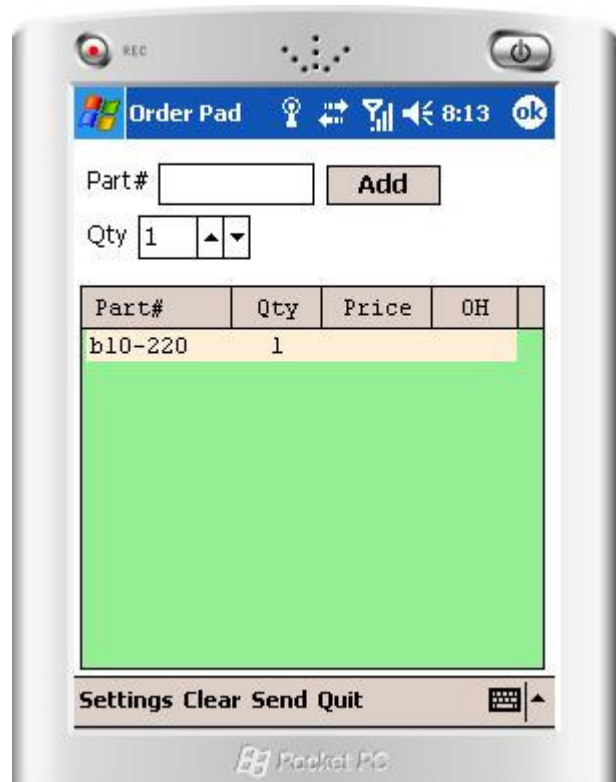 REC
Order Pad 8:13 ok
Part# Add
Qty 1
Part# Qty Price OH
b10-220 1
Settings Clear Send Quit
Pocket PC